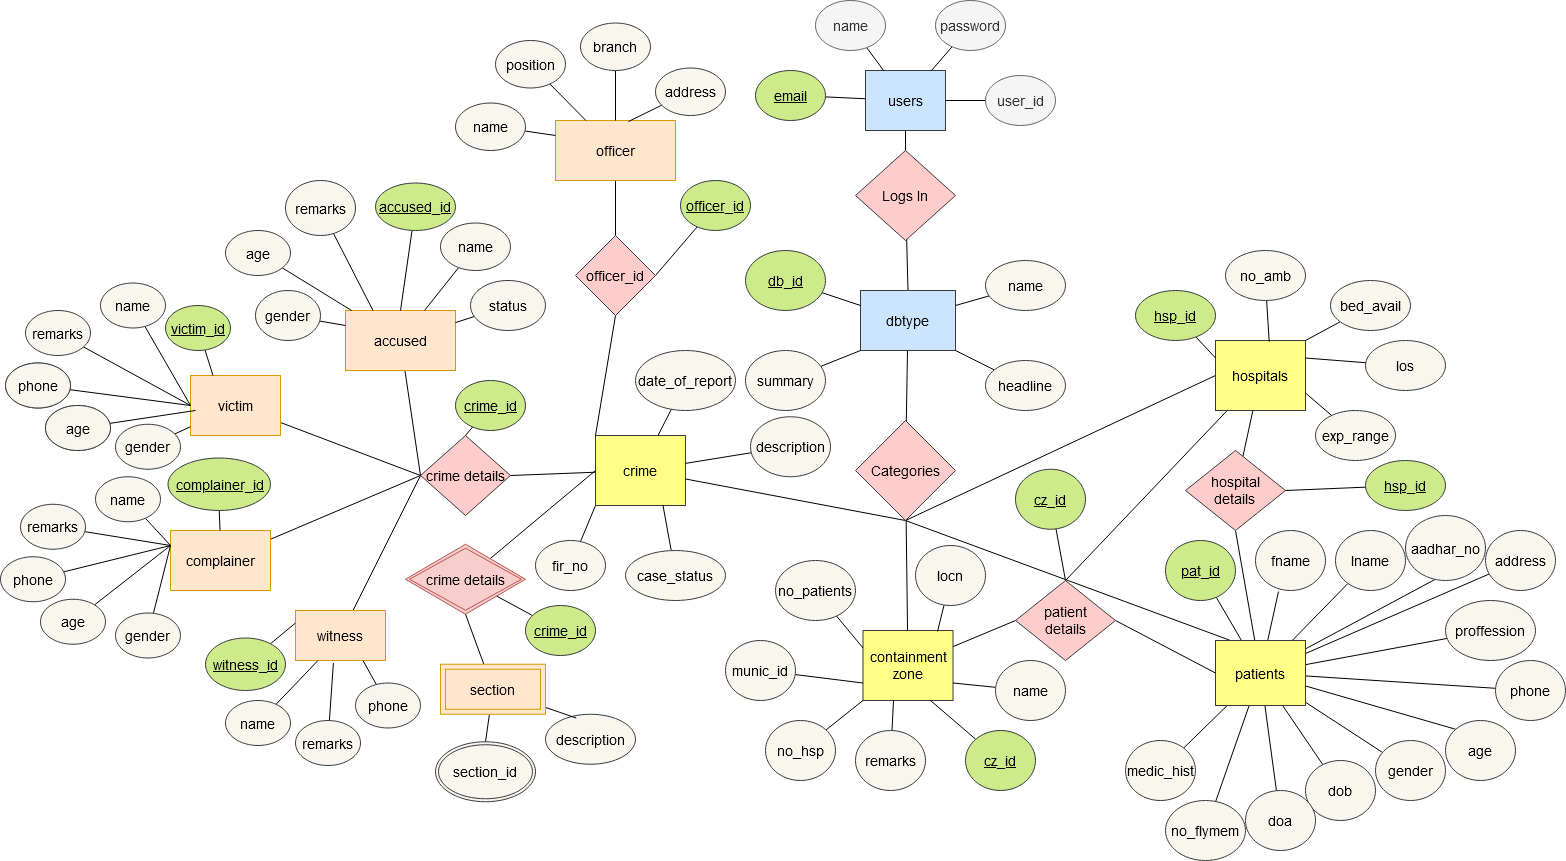 name
password
email
users
user_id
branch
position
address
name
officer
Logs In
remarks
accused_id
officer_id
name
age
officer_id
db_id
name
no_amb
status
gender
accused
dbtype
hsp_id
bed_avail
name
victim_id
remarks
los
hospitals
date_of_report
summary
headline
phone
victim
crime_id
age
gender
description
exp_range
crime details
crime
Categories
complainer_id
name
hospital
details
hsp_id
cz_id
remarks
complainer
phone
crime details
fir_no
case_status
locn
no_patients
pat_id
fname
lname
aadhar_no
address
age
gender
witness
crime_id
patient
details
proffession
witness_id
containment
zone
munic_id
name
patients
phone
section
name
remarks
phone
description
section_id
no_hsp
remarks
cz_id
medic_hist
no_flymem
doa
dob
gender
age